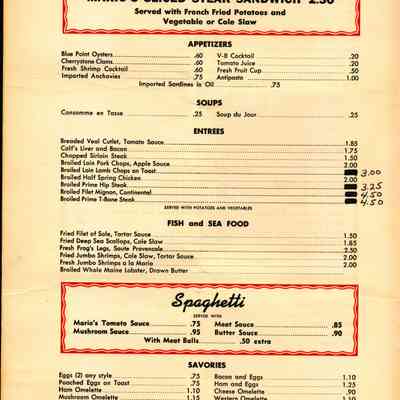 MARIO'S SLICED STEAK SANDWICH 2.50
Served with French Fried Potatoes and
Vegetable or Cole Slaw
APPETIZERS
Blue Point Oysters .60 V-8 Cocktail .20
Cherrystone Clams .60 Tomato Juice .20
Fresh Shrimp Cocktail .60 Fresh Fruit Cup .50
Imported Anchovies .75 Antipasto 1.00
Imported Sardines in Oil .75
SOUPS
Consomme en Tasse .25 Soup du Jour .25
ENTREES
Breaded Veal Cutlet, Tomato Sauce 1.85
Calf's Liver and Bacon 1.75
Chopped Sirloin Steak 1.50
Broiled Loin Pork Chops, Apple Sauce 2.00
Broiled Loin Lamb Chops on Toast 3.00
Broiled Half Spring Chicken 2.00
Broiled Prime Hip Steak 3.25
Broiled Filet Mignon, Continental 4.50
Broiled Prime T-Bone Steak 4.50
SERVED WITH POTATOES AND VEGETABLES
FISH and SEA FOOD
Fried Filet of Sole, Tartar Sauce 1.50
Fried Deep Sea Scallops, Cole Slaw 1.85
Fresh Frog's Legs, Saute Provencale 2.50
Fried Jumbo Shrimps, Cole Slaw, Tartar Sauce 2.00
Fresh Jumbo Shrimps a la Mario 2.00
Broiled Whole Maine Lobster, Drawn Butter
Spaghetti
SERVED WITH
Mario's Tomato Sauce .75 Meat Sauce .85
Mushroom Sauce .95 Butter Sauce .90
With Meat Balls .50 extra
SAVORIES
Eggs (2) any style .75 Bacon and Eggs 1.10
Poached Eggs on Toast .75 Ham and Eggs 1.25
Ham Omelette 1.10 Cheese Omelette .90
Mushroom Omelette 1.15 Western Omelette 1.10